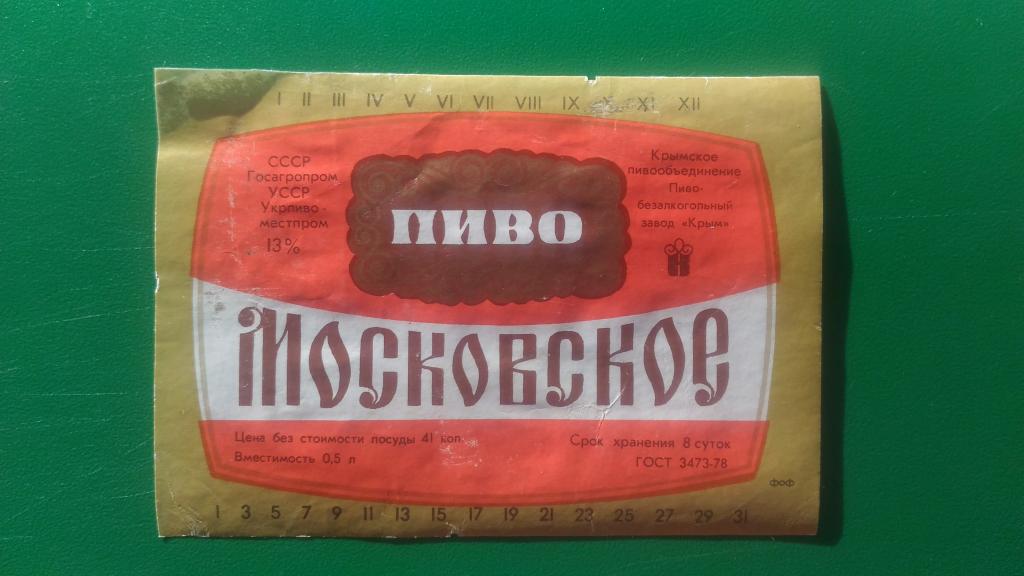 I II III IV V VI VII VIII IX X XI XII
СССР
Госагропром
УССР
Укрпиво-
местпром
13%
ПИВО
Крымское
пивообъединение
Пиво-
безалкогольный
завод «Крым»
МОСКОВСКОЕ
Цена без стоимости посуды 41 коп.
Вместимость 0,5 л
Срок хранения 8 суток
ГОСТ 3473-78
фоф
1 3 5 7 9 11 13 15 17 19 21 23 25 27 29 31